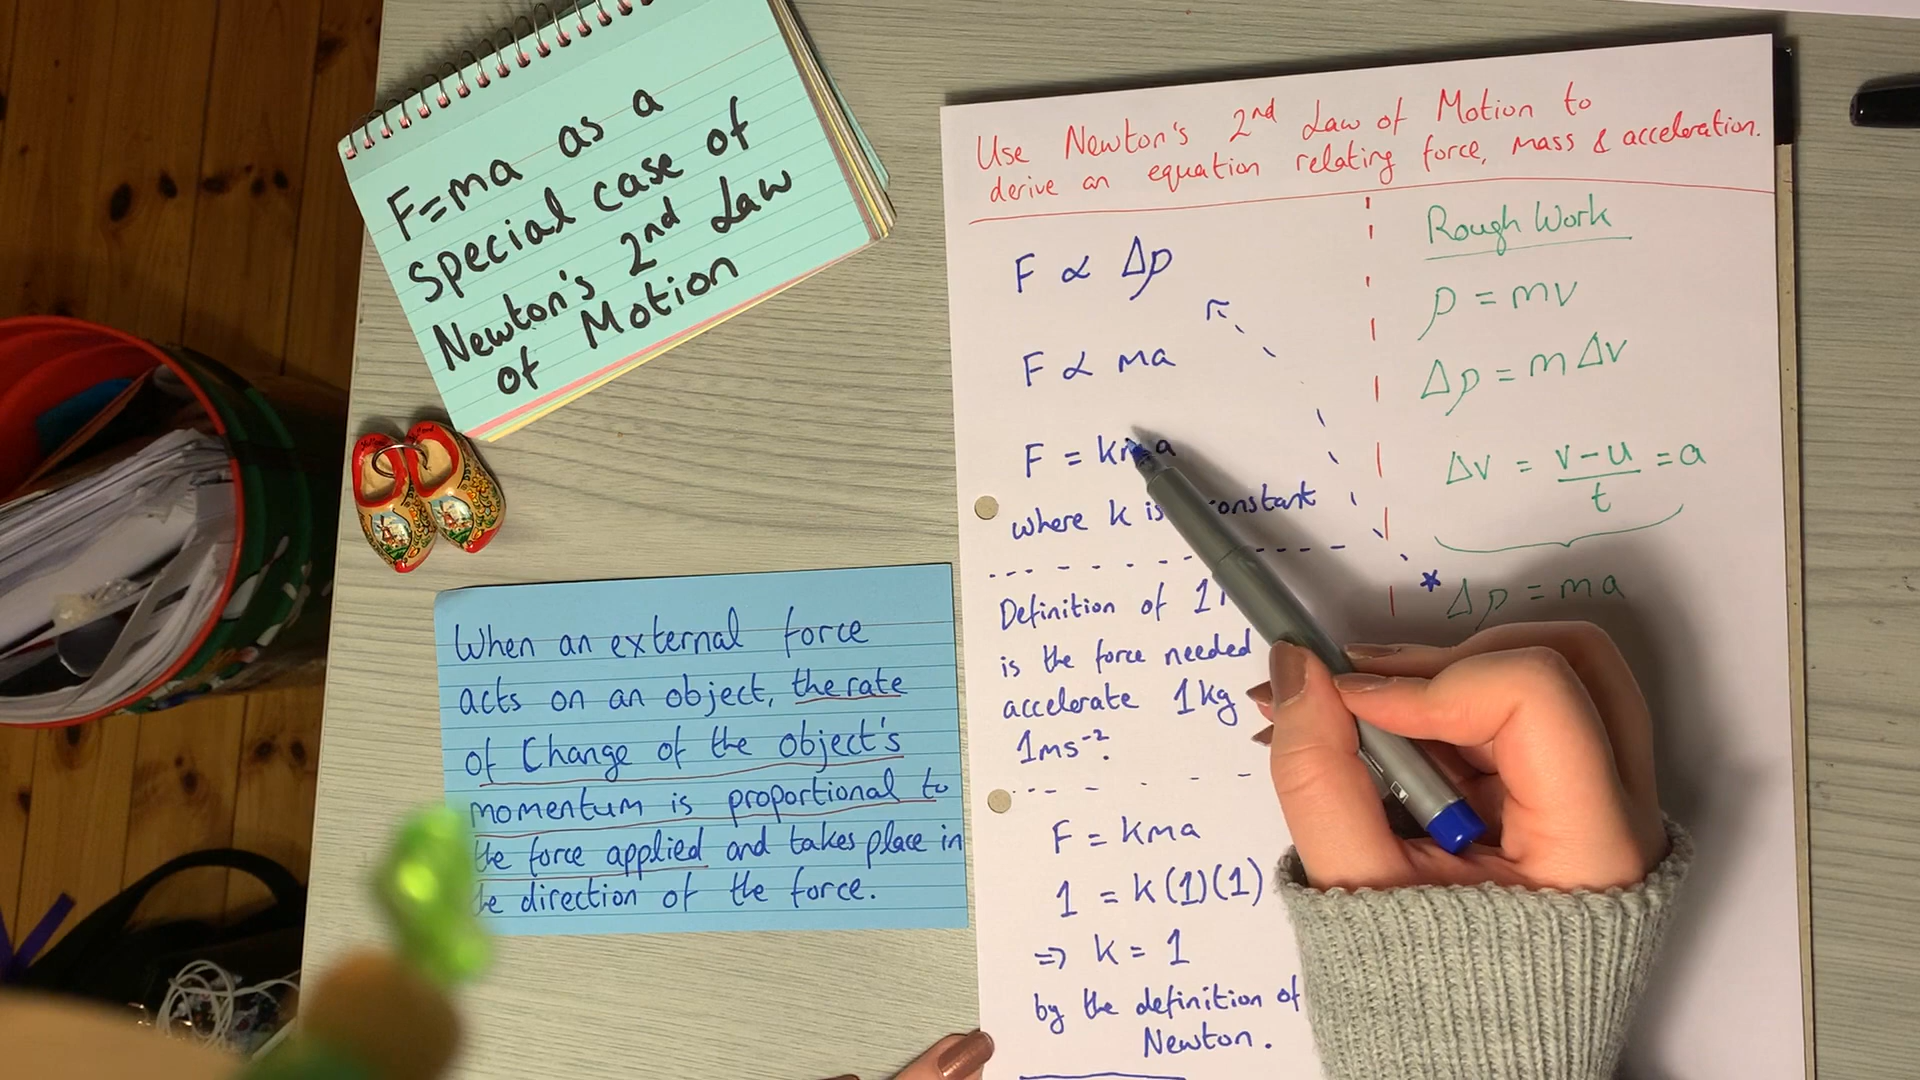 F=ma as a
special case of
Newton's 2nd Law
of Motion
When an external force
acts on an object, the rate
of Change of the object's
momentum is proportional to
the force applied and takes place in
direction of the force.
Use Newton's 2nd Law of Motion to
derive an equation relating force, mass & acceleration.
F ∝ Δp
F ∝ ma
F = kma
where k is constant
Definition of 1
is the force needed
accelerate 1kg
1ms⁻².
F = kma
1 = k(1)(1)
=> k = 1
by the definition of
Newton.
Rough Work
p = mv
Δp = mΔv
Δv = v-u/t = a
* Δp = ma